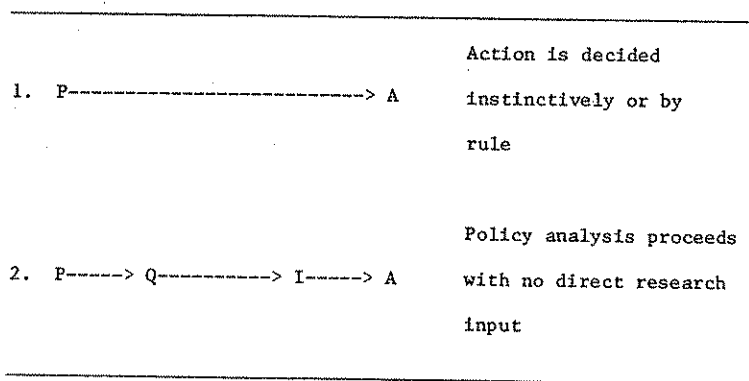 Action is decided
1. P--------------------------> A instinctively or by
rule
Policy analysis proceeds
2. P-----> Q----------> I-----> A with no direct research
input